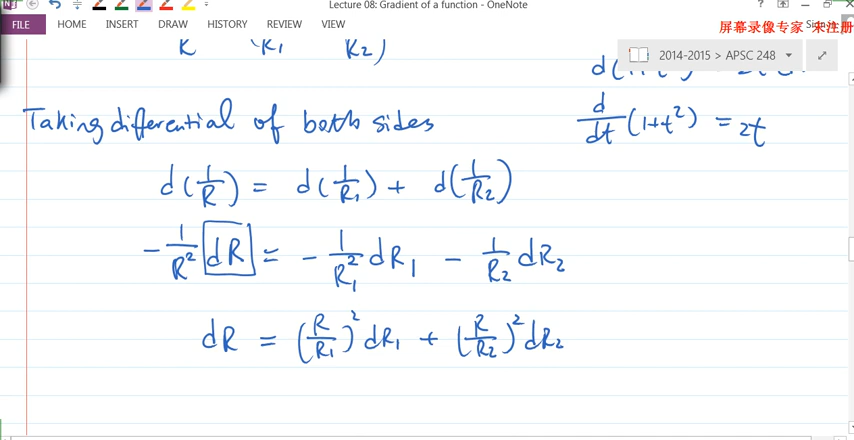 Lecture 08: Gradient of a function - OneNote
FILE HOME INSERT DRAW HISTORY REVIEW VIEW
屏幕录像专家 未注册
2014-2015 > APSC 248
R R₁ R₂)
Taking differential of both sides
d/dt (1+t²) = 2t
d(1/R) = d(1/R₁) + d(1/R₂)
-1/R² dR = -1/R₁² dR₁ - 1/R₂ dR₂
dR = (R/R₁)² dR₁ + (R/R₂)² dR₂